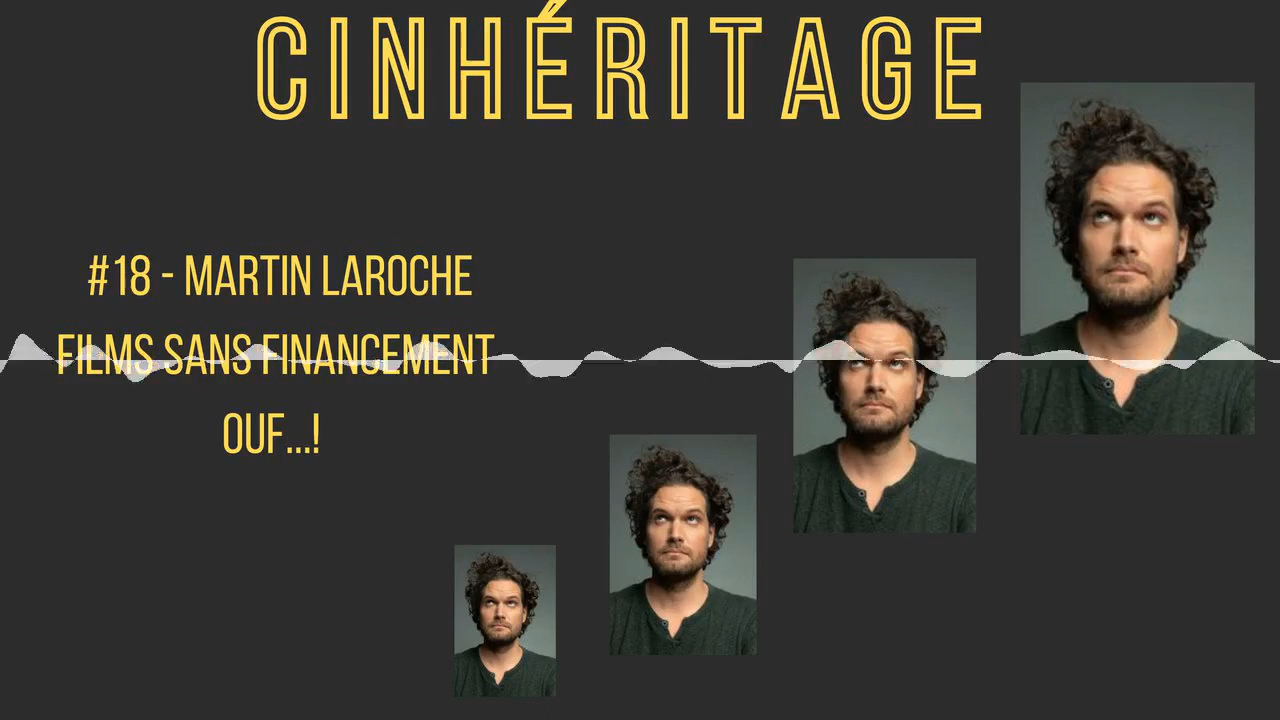 CINHÉRITAGE
#18 - MARTIN LAROCHE
FILMS SANS FINANCEMENT
OUF...!